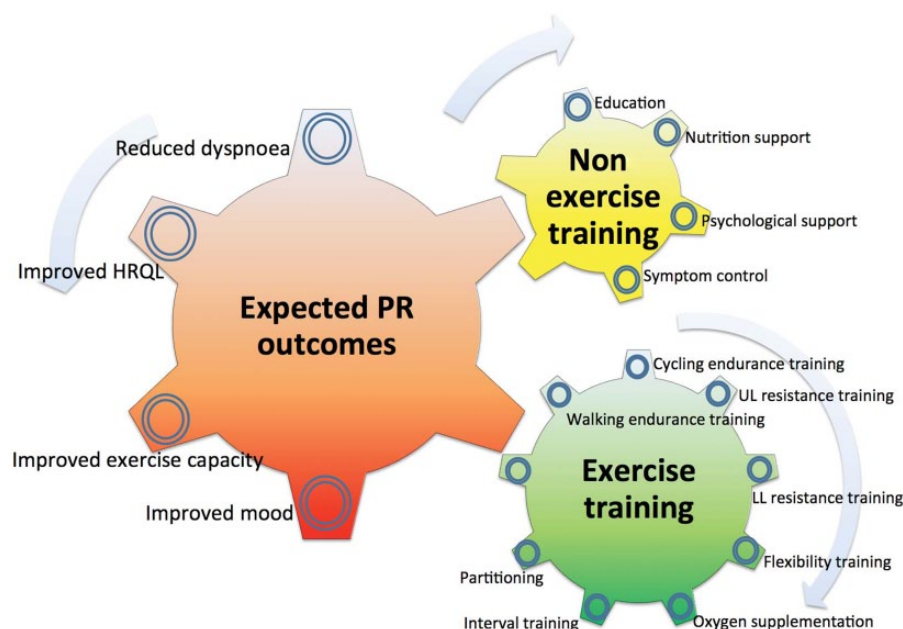 Reduced dyspnoea
Improved HRQL
Expected PR
outcomes
Improved exercise capacity
Improved mood
Education
Nutrition support
Non
exercise
training
Psychological support
Symptom control
Cycling endurance training
UL resistance training
Walking endurance training
Exercise
training
LL resistance training
Flexibility training
Partitioning
Interval training
Oxygen supplementation